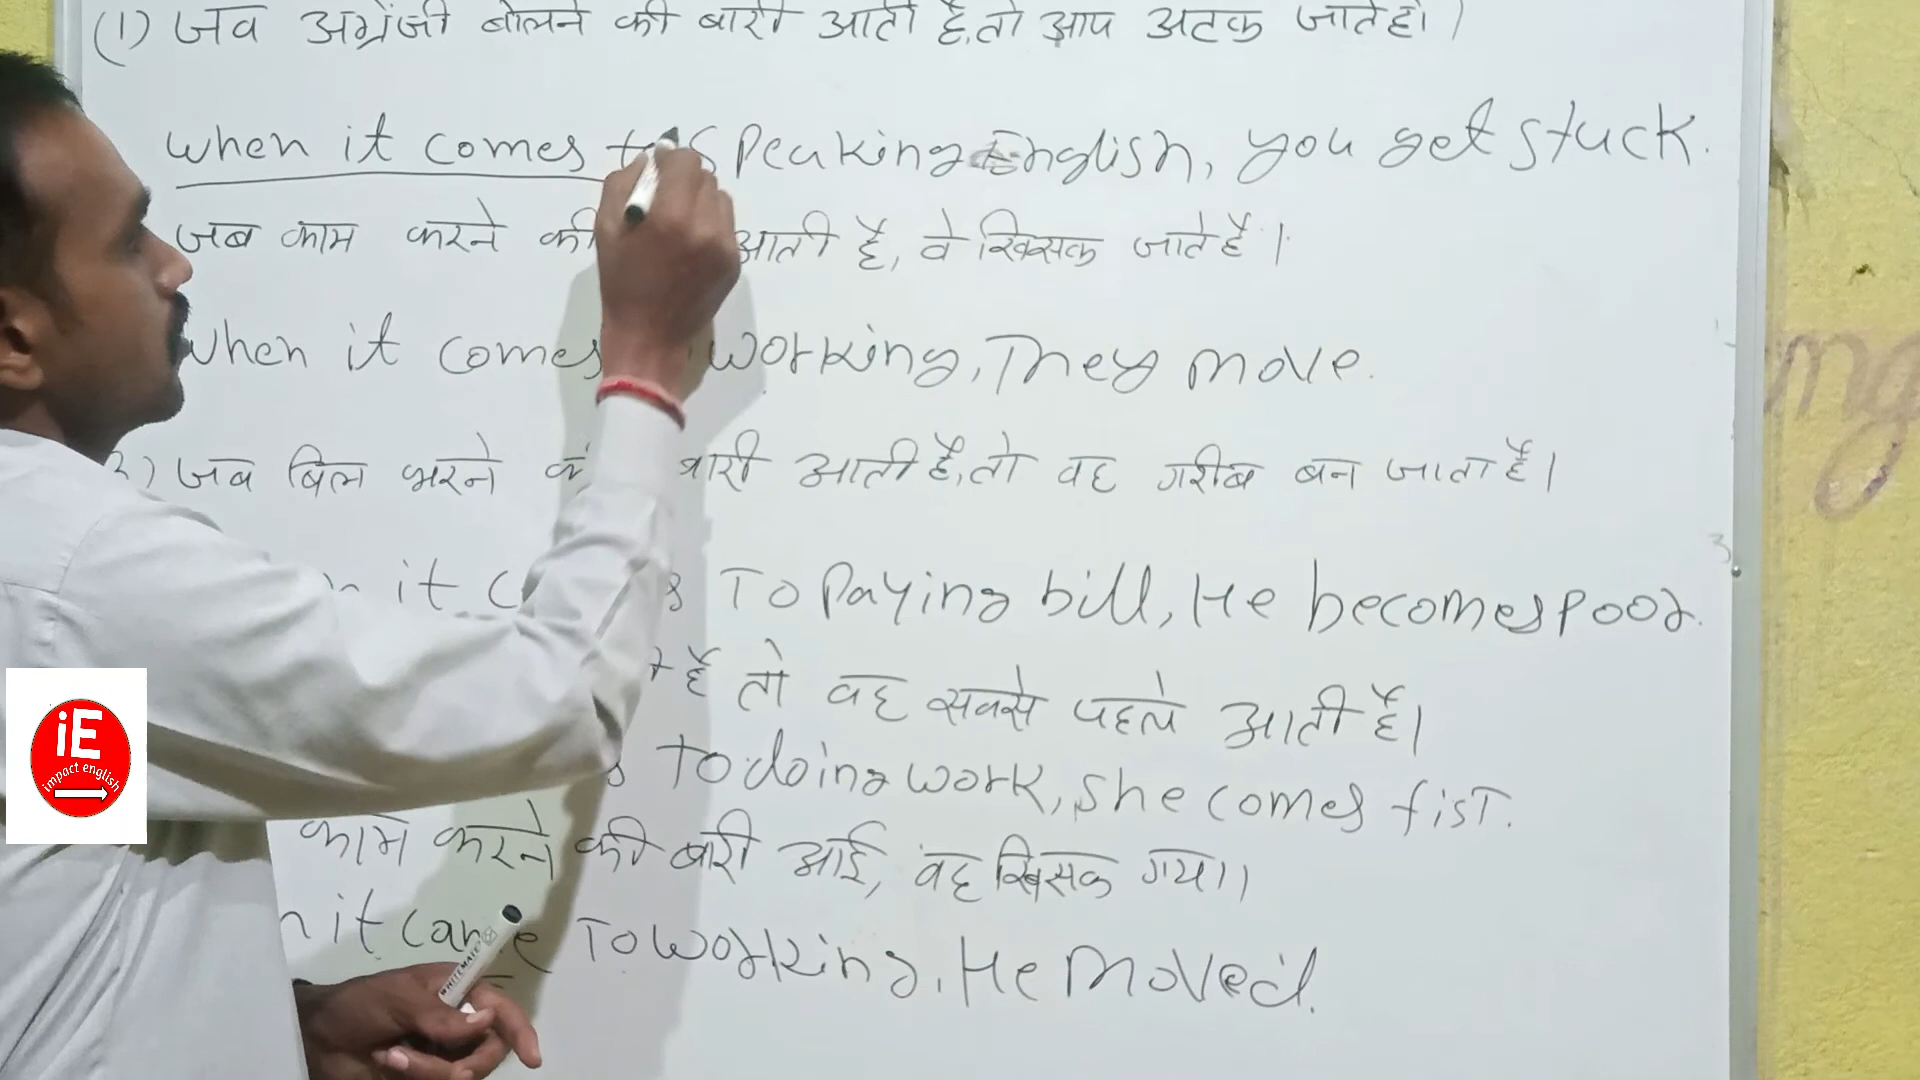 (1) जब अग्रेंजी बोलने की बारी आती है, तो आप अटक जाते हो।
when it comes to Speaking English, you get stuck.
जब काम करने की आती है, वे खिसक जाते हैं।
when it comes working, They move.
) जब बिल भरने बारी आती है, तो वह गरीब बन जाता है।
it To Paying bill, He becomes poor.
है तो वह सबसे पहले आती है।
To doing work, she comes fisT.
काम करने की बारी आई, वह खिसक गया।
it came To working, He moved.
iE
impact english
WHITEMATE